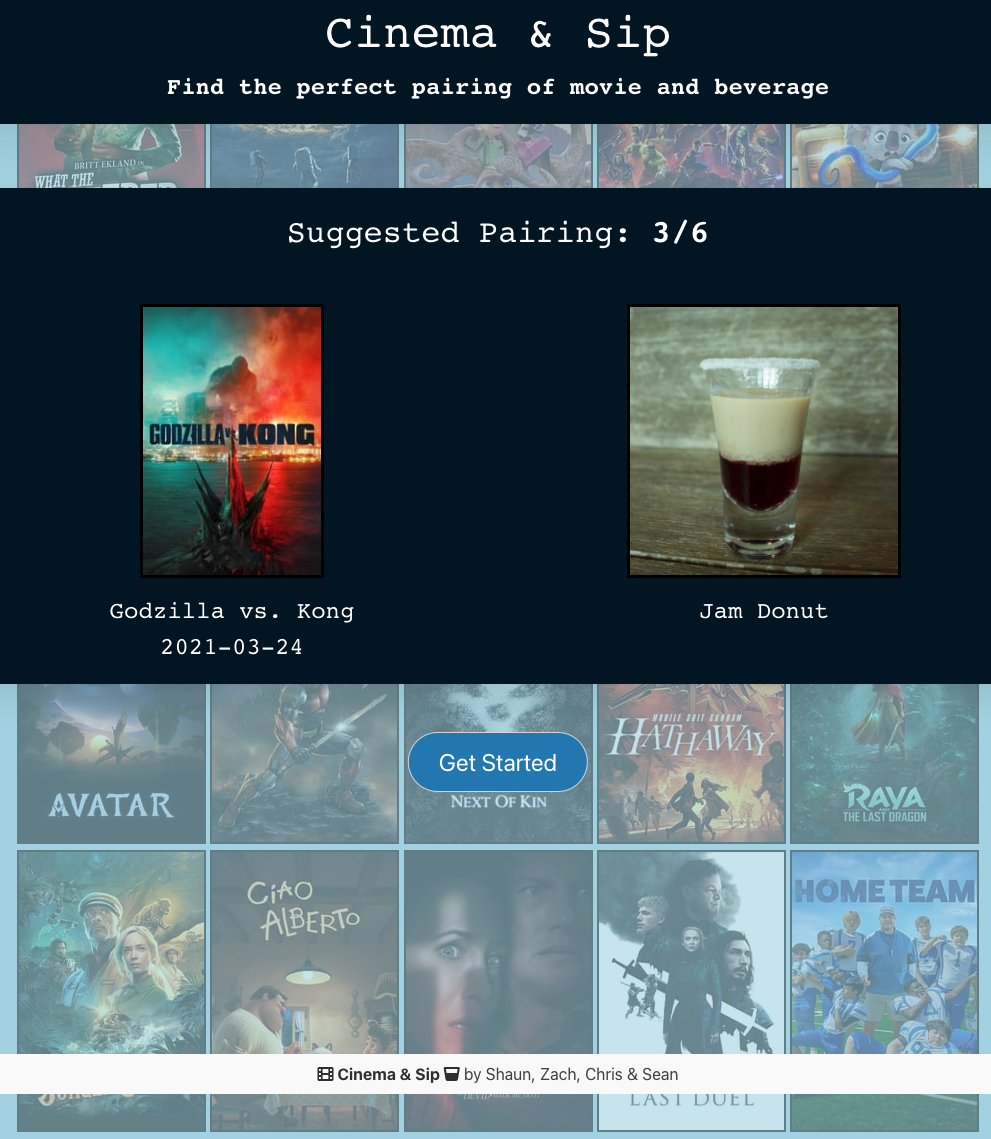 Cinema & Sip
Find the perfect pairing of movie and beverage
BRITT EKLAND IN
WHAT THE
Suggested Pairing: 3/6
GODZILLA vs KONG
Godzilla vs. Kong
2021-03-24
Jam Donut
AVATAR
NEXT OF KIN
MOBILE SUIT GUNDAM
HATHAWAY
RAYA
AND
THE LAST DRAGON
Get Started
CiAO
ALBERTO
HOME TEAM
Cinema & Sip by Shaun, Zach, Chris & Sean
LAST DUEL